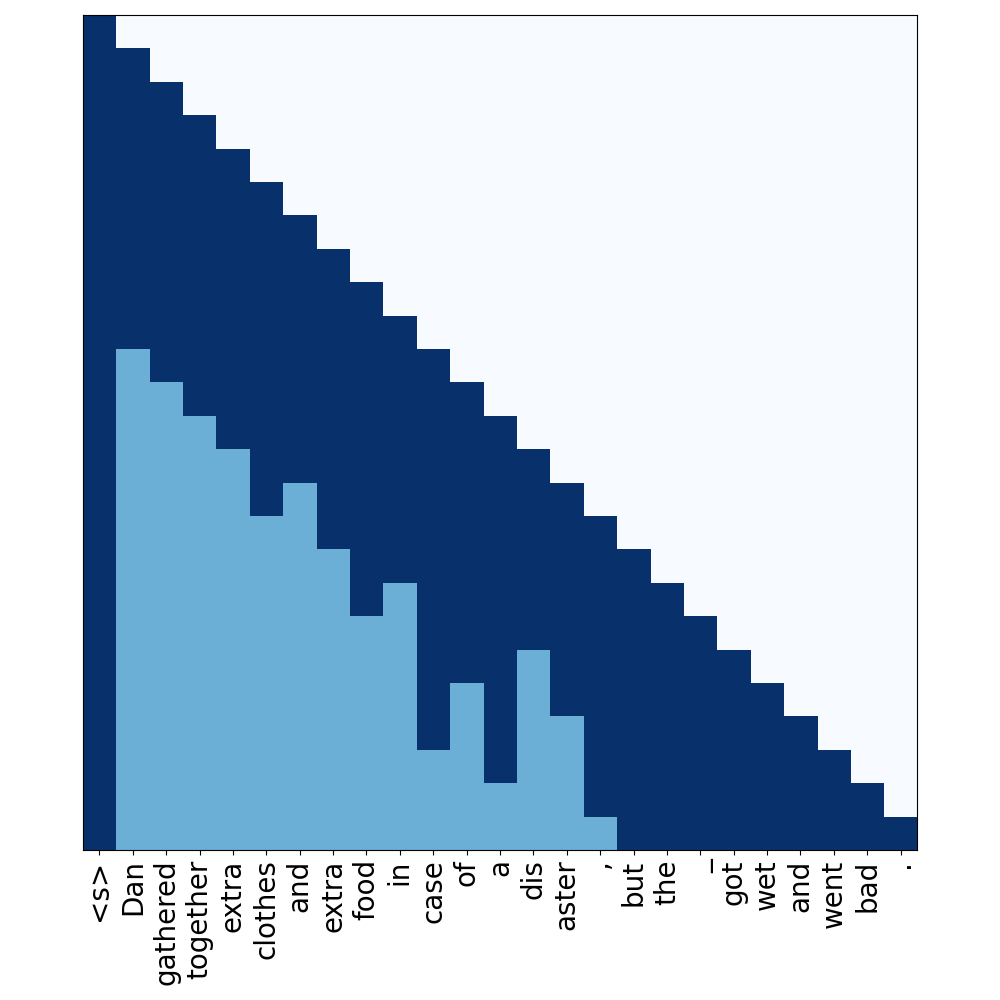 <s> Dan gathered together extra clothes and extra food in case of a dis aster , but the _ got wet and went bad .